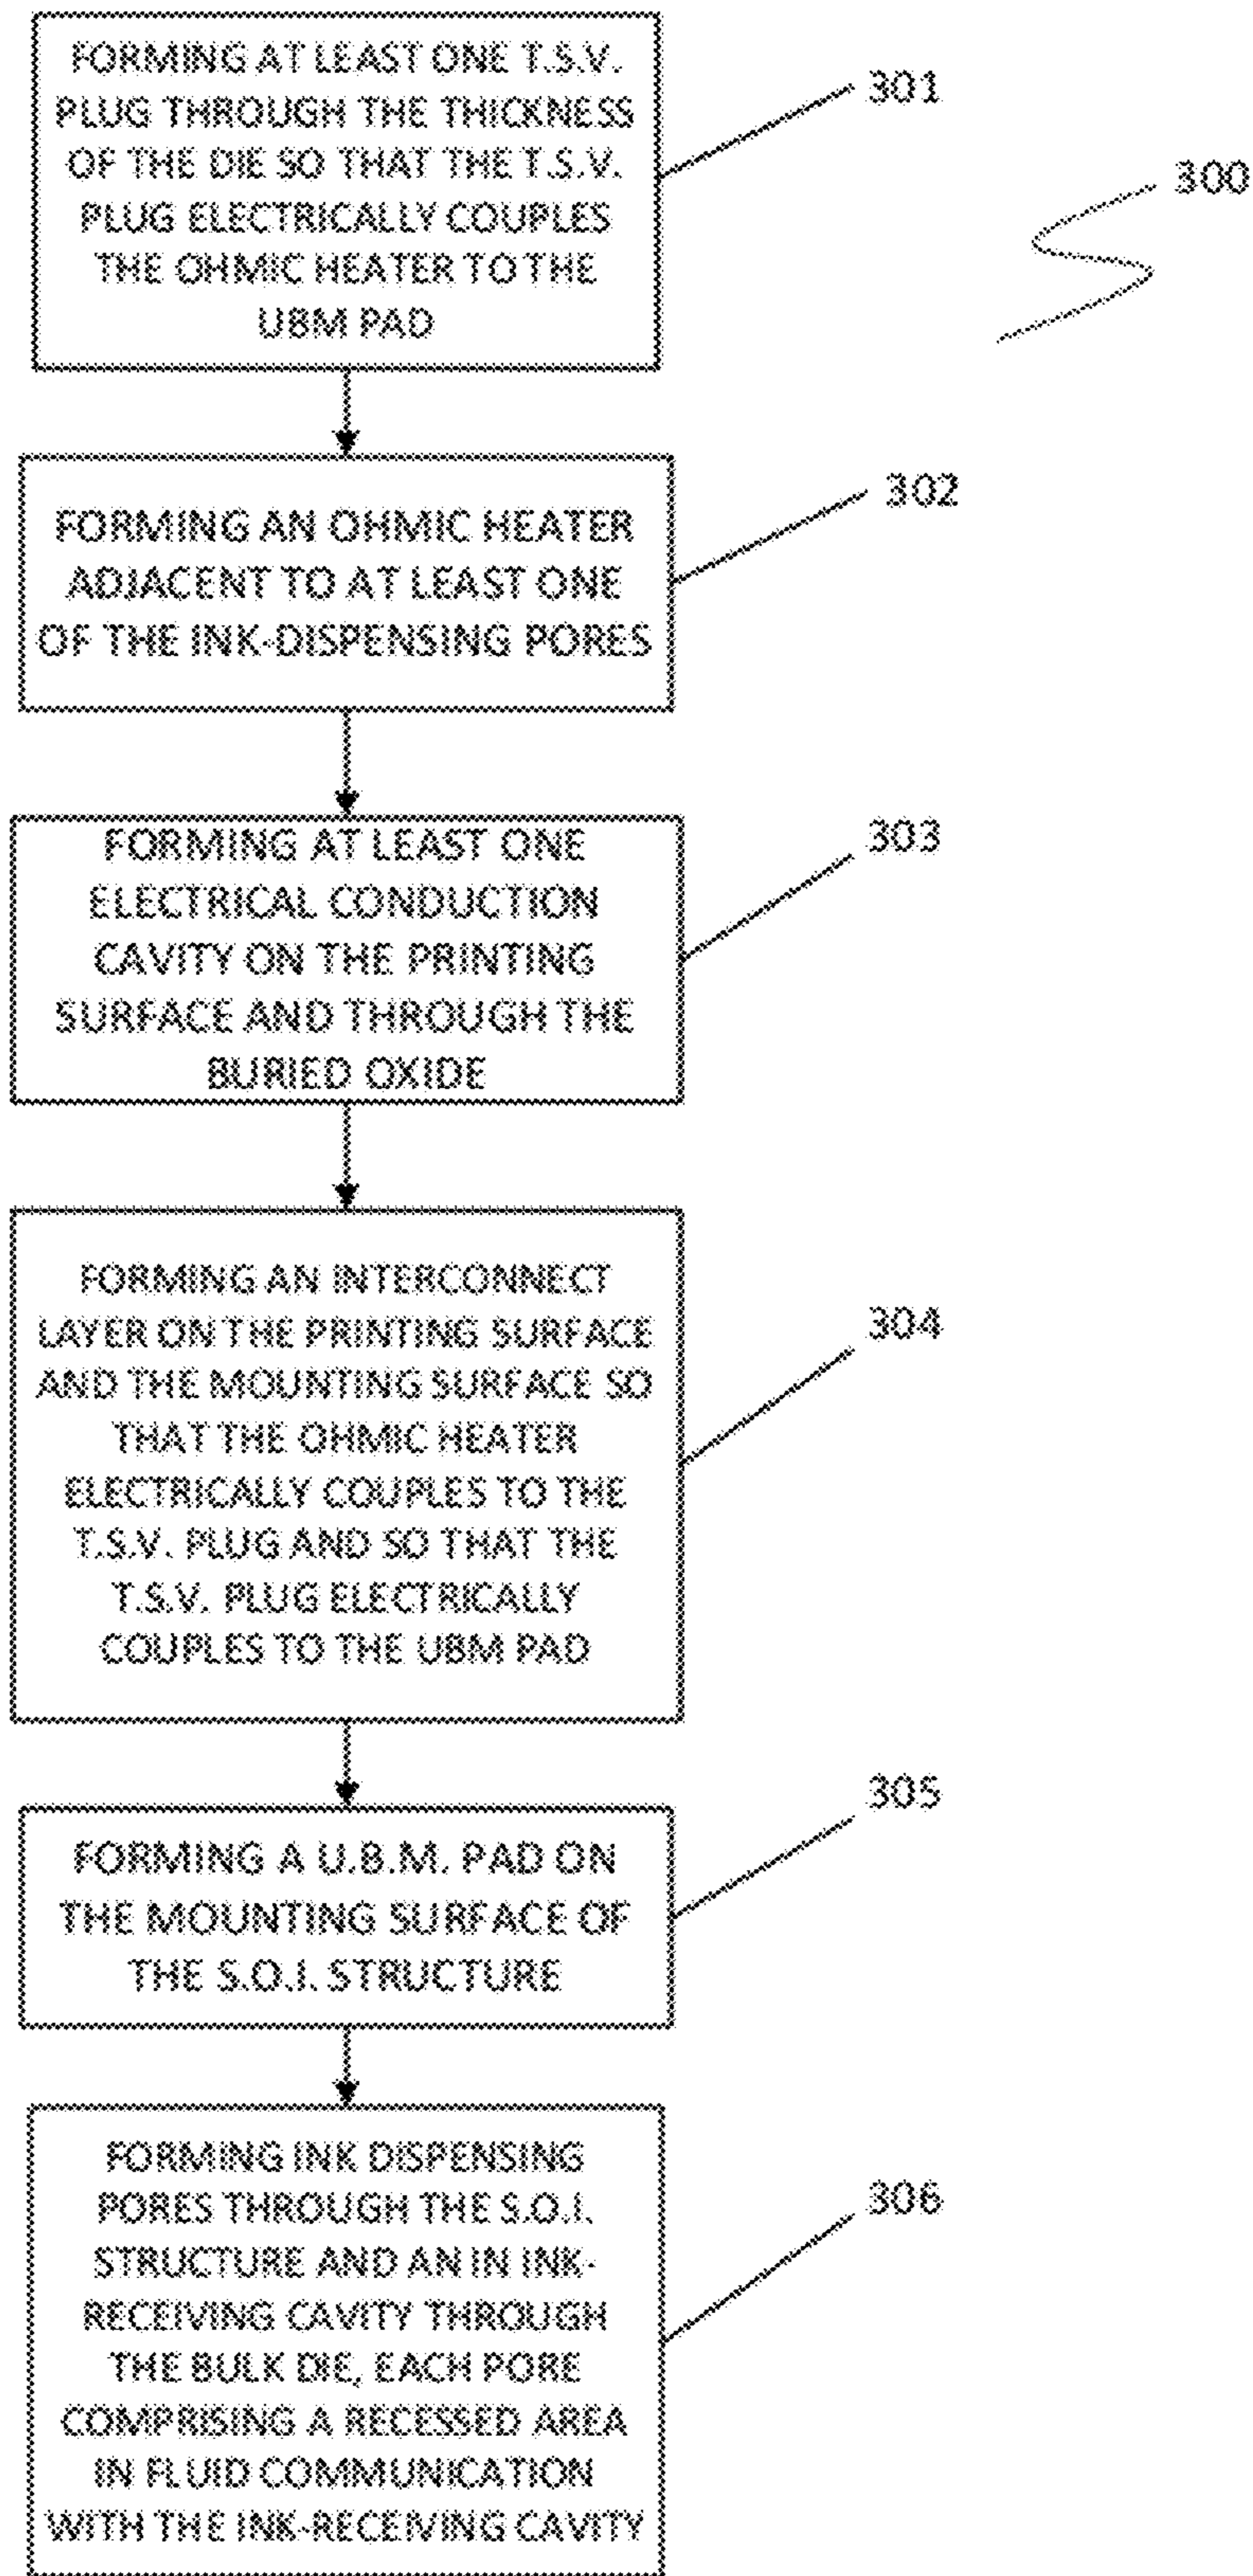 FORMING AT LEAST ONE T.S.V.
PLUG THROUGH THE THICKNESS
OF THE DIE SO THAT THE T.S.V.
PLUG ELECTRICALLY COUPLES
THE OHMIC HEATER TO THE
UBM PAD
301
300
FORMING AN OHMIC HEATER
ADJACENT TO AT LEAST ONE
OF THE INK-DISPENSING PORES
302
FORMING AT LEAST ONE
ELECTRICAL CONDUCTION
CAVITY ON THE PRINTING
SURFACE AND THROUGH THE
BURIED OXIDE
303
FORMING AN INTERCONNECT
LAYER ON THE PRINTING SURFACE
AND THE MOUNTING SURFACE SO
THAT THE OHMIC HEATER
ELECTRICALLY COUPLES TO THE
T.S.V. PLUG AND SO THAT THE
T.S.V. PLUG ELECTRICALLY
COUPLES TO THE UBM PAD
304
FORMING A U.B.M. PAD ON
THE MOUNTING SURFACE OF
THE S.O.I. STRUCTURE
305
FORMING INK DISPENSING
PORES THROUGH THE S.O.I.
STRUCTURE AND AN IN INK-
RECEIVING CAVITY THROUGH
THE BULK DIE, EACH PORE
COMPRISING A RECESSED AREA
IN FLUID COMMUNICATION
WITH THE INK-RECEIVING CAVITY
306